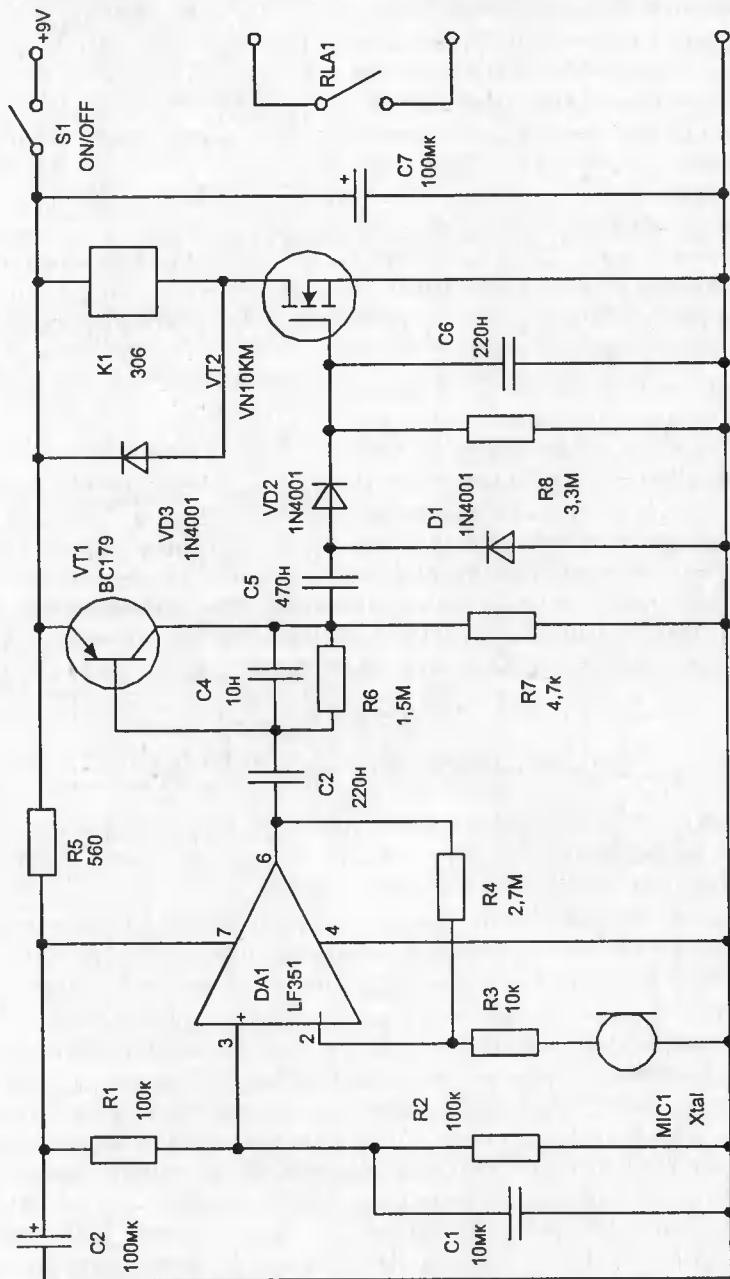 +9V
S1
ON/OFF
RLA1
C7
100мк
K1
306
VT2
VN10KM
C6
220н
VD3
1N4001
VD2
1N4001
D1
1N4001
R8
3,3М
VT1
BC179
C5
470н
C4
10н
R6
1,5М
R7
4,7к
C2
220н
R5
560
6
7
4
DA1
LF351
+
3
2
R4
2,7М
R3
10к
R1
100к
R2
100к
MIC1
Xtal
+
C2
100мк
C1
10мк
+